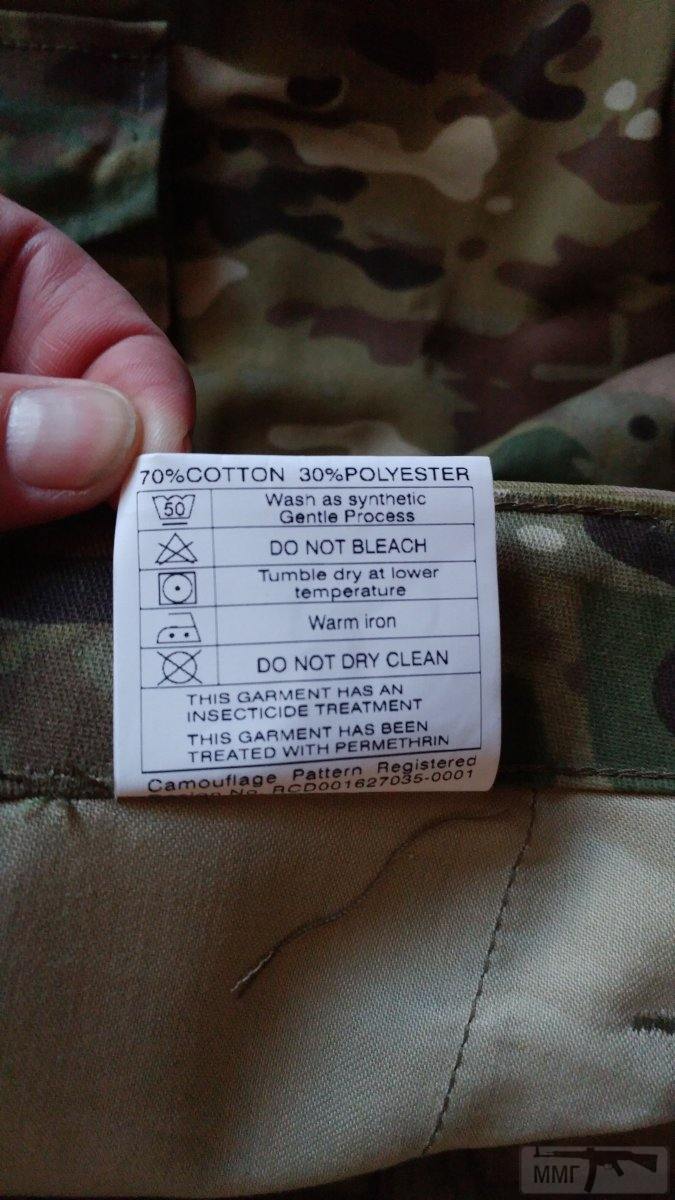 70%COTTON 30%POLYESTER
50
Wash as synthetic
Gentle Process
DO NOT BLEACH
Tumble dry at lower
temperature
Warm iron
DO NOT DRY CLEAN
THIS GARMENT HAS AN
INSECTICIDE TREATMENT
THIS GARMENT HAS BEEN
TREATED WITH PERMETHRIN
Camouflage Pattern Registered
Design No. RCD001627035-0001
ММГ